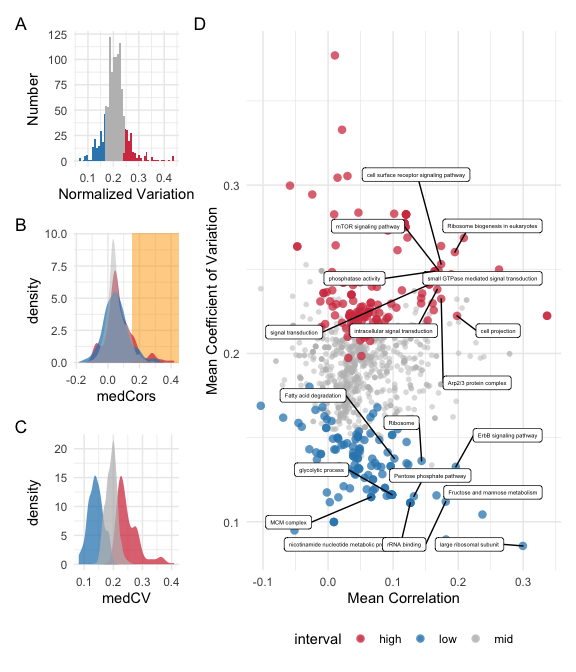 A
125
100
75
50
25
0
Number
0.1 0.2 0.3 0.4
Normalized Variation
B
10.0
7.5
5.0
2.5
0.0
density
-0.2 0.0 0.2 0.4
medCors
C
20
15
10
5
0
density
0.1 0.2 0.3 0.4
medCV
D
Mean Coefficient of Variation
0.3
0.2
0.1
cell surface receptor signaling pathway
mTOR signaling pathway
Ribosome biogenesis in eukaryotes
phosphatase activity
small GTPase mediated signal transduction
signal transduction
intracellular signal transduction
cell projection
Arp2/3 protein complex
Fatty acid degradation
Ribosome
ErbB signaling pathway
glycolytic process
Pentose phosphate pathway
Fructose and mannose metabolism
MCM complex
nicotinamide nucleotide metabolic
rRNA binding
large ribosomal subunit
-0.1 0.0 0.1 0.2 0.3
Mean Correlation
interval high low mid